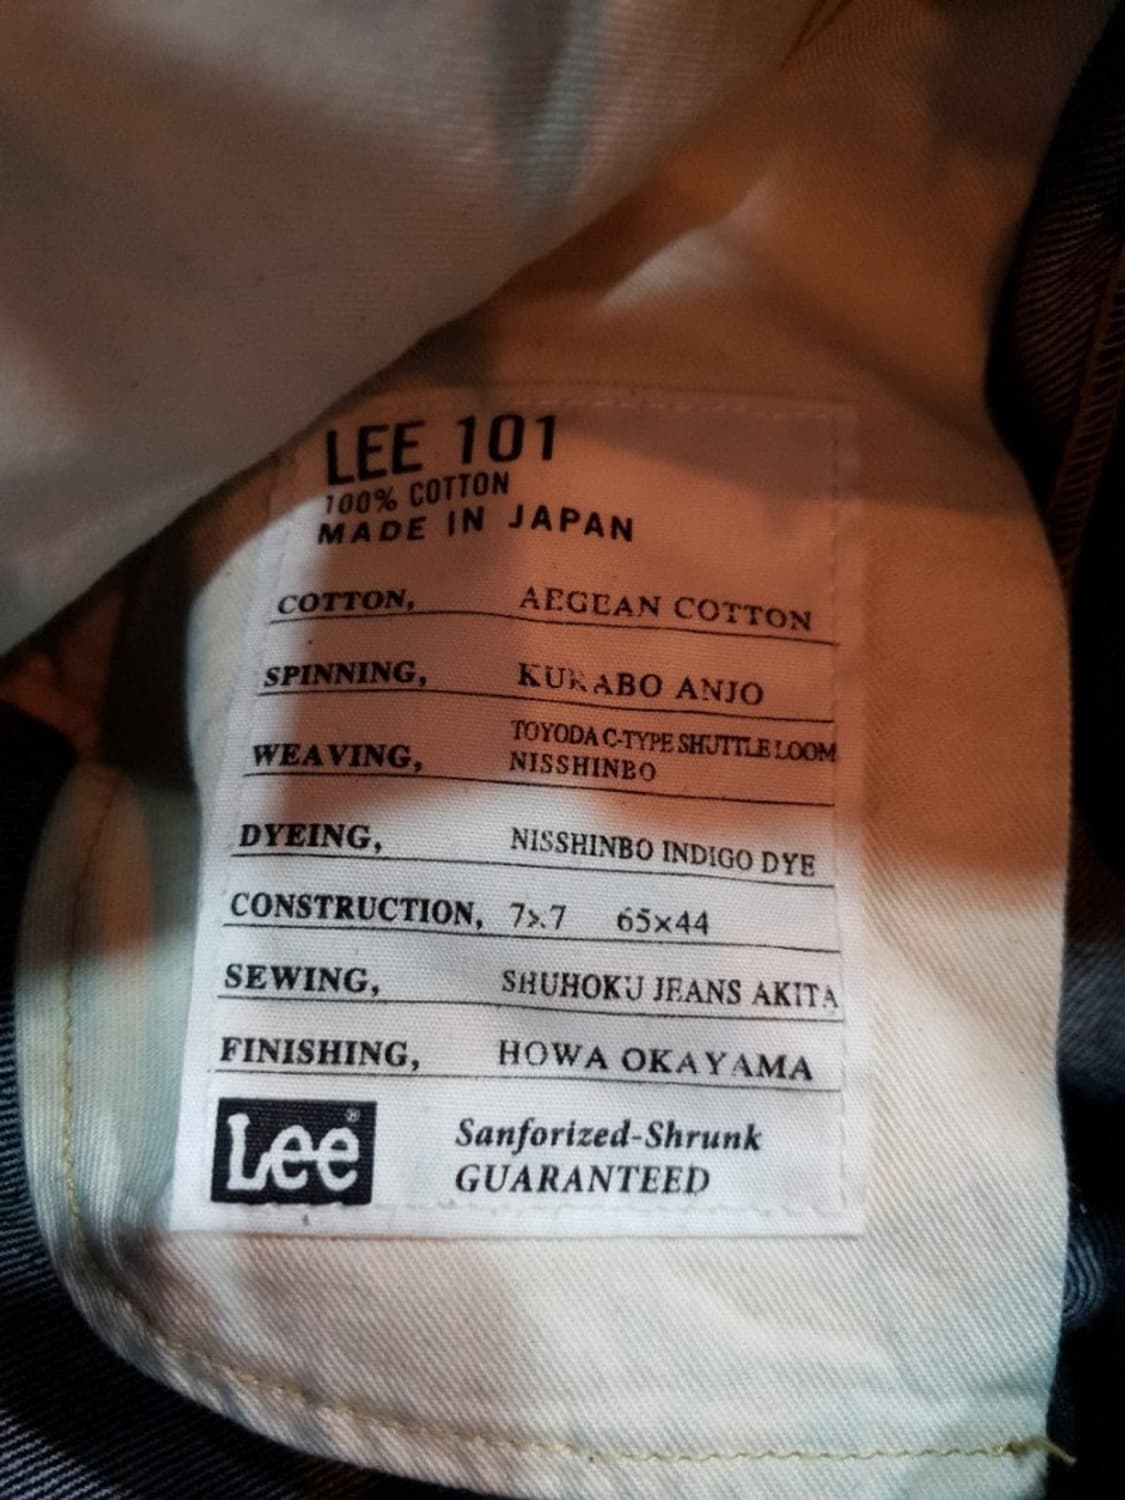 LEE 101
100% COTTON
MADE IN JAPAN
COTTON, AEGEAN COTTON
SPINNING, KURABO ANJO
WEAVING, TOYODA C-TYPE SHUTTLE LOOM
NISSHINBO
DYEING, NISSHINBO INDIGO DYE
CONSTRUCTION, 7×7 65×44
SEWING, SHUHOKU JEANS AKITA
FINISHING, HOWA OKAYAMA
Lee® Sanforized-Shrunk
GUARANTEED